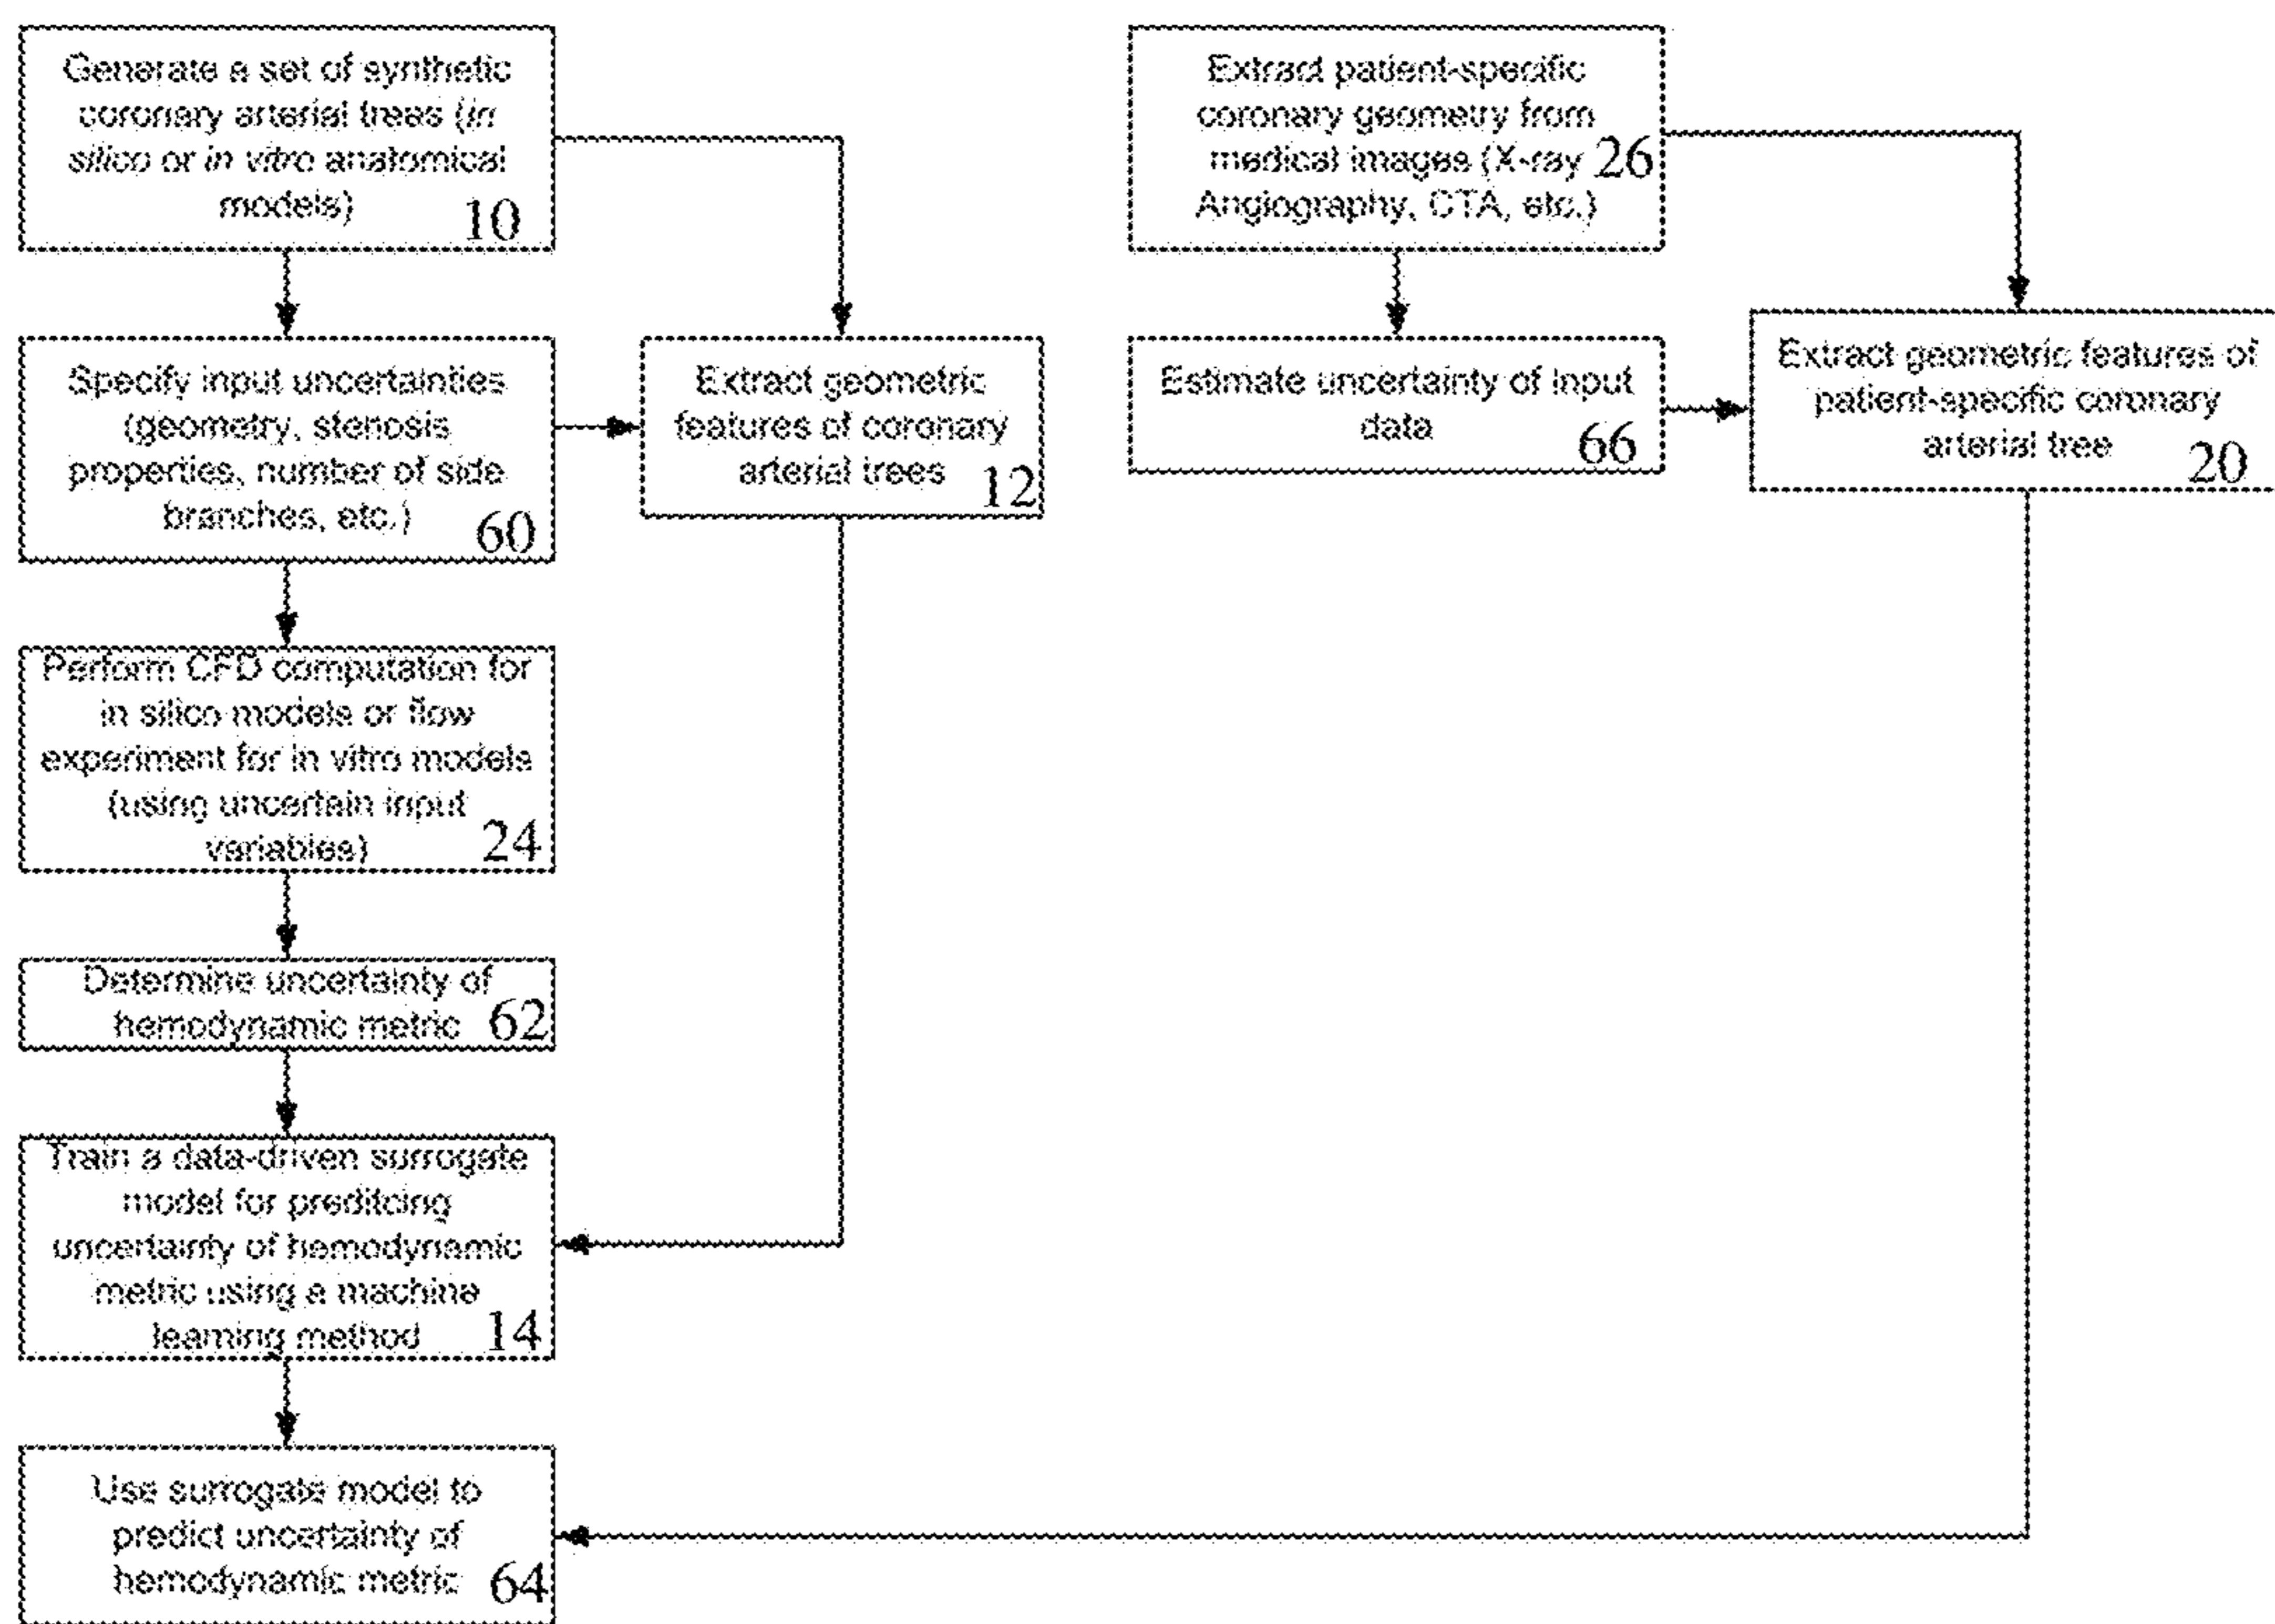 Generate a set of synthetic
coronary arterial trees (in
silico or in vitro anatomical
models)
10
Specify input uncertainties
(geometry, stenosis
properties, number of side
branches, etc.)
60
Extract geometric
features of coronary
arterial trees
12
Perform CFD computation for
in silico models or flow
experiment for in vitro models
(using uncertain input
variables)
24
Determine uncertainty of
hemodynamic metric
62
Train a data-driven surrogate
model for preditcing
uncertainty of hemodynamic
metric using a machine
learning method
14
Use surrogate model to
predict uncertainty of
hemodynamic metric
64
Extract patient-specific
coronary geometry from
medical images (X-ray
Angiography, CTA, etc.)
26
Estimate uncertainty of input
data
66
Extract geometric features of
patient-specific coronary
arterial tree
20